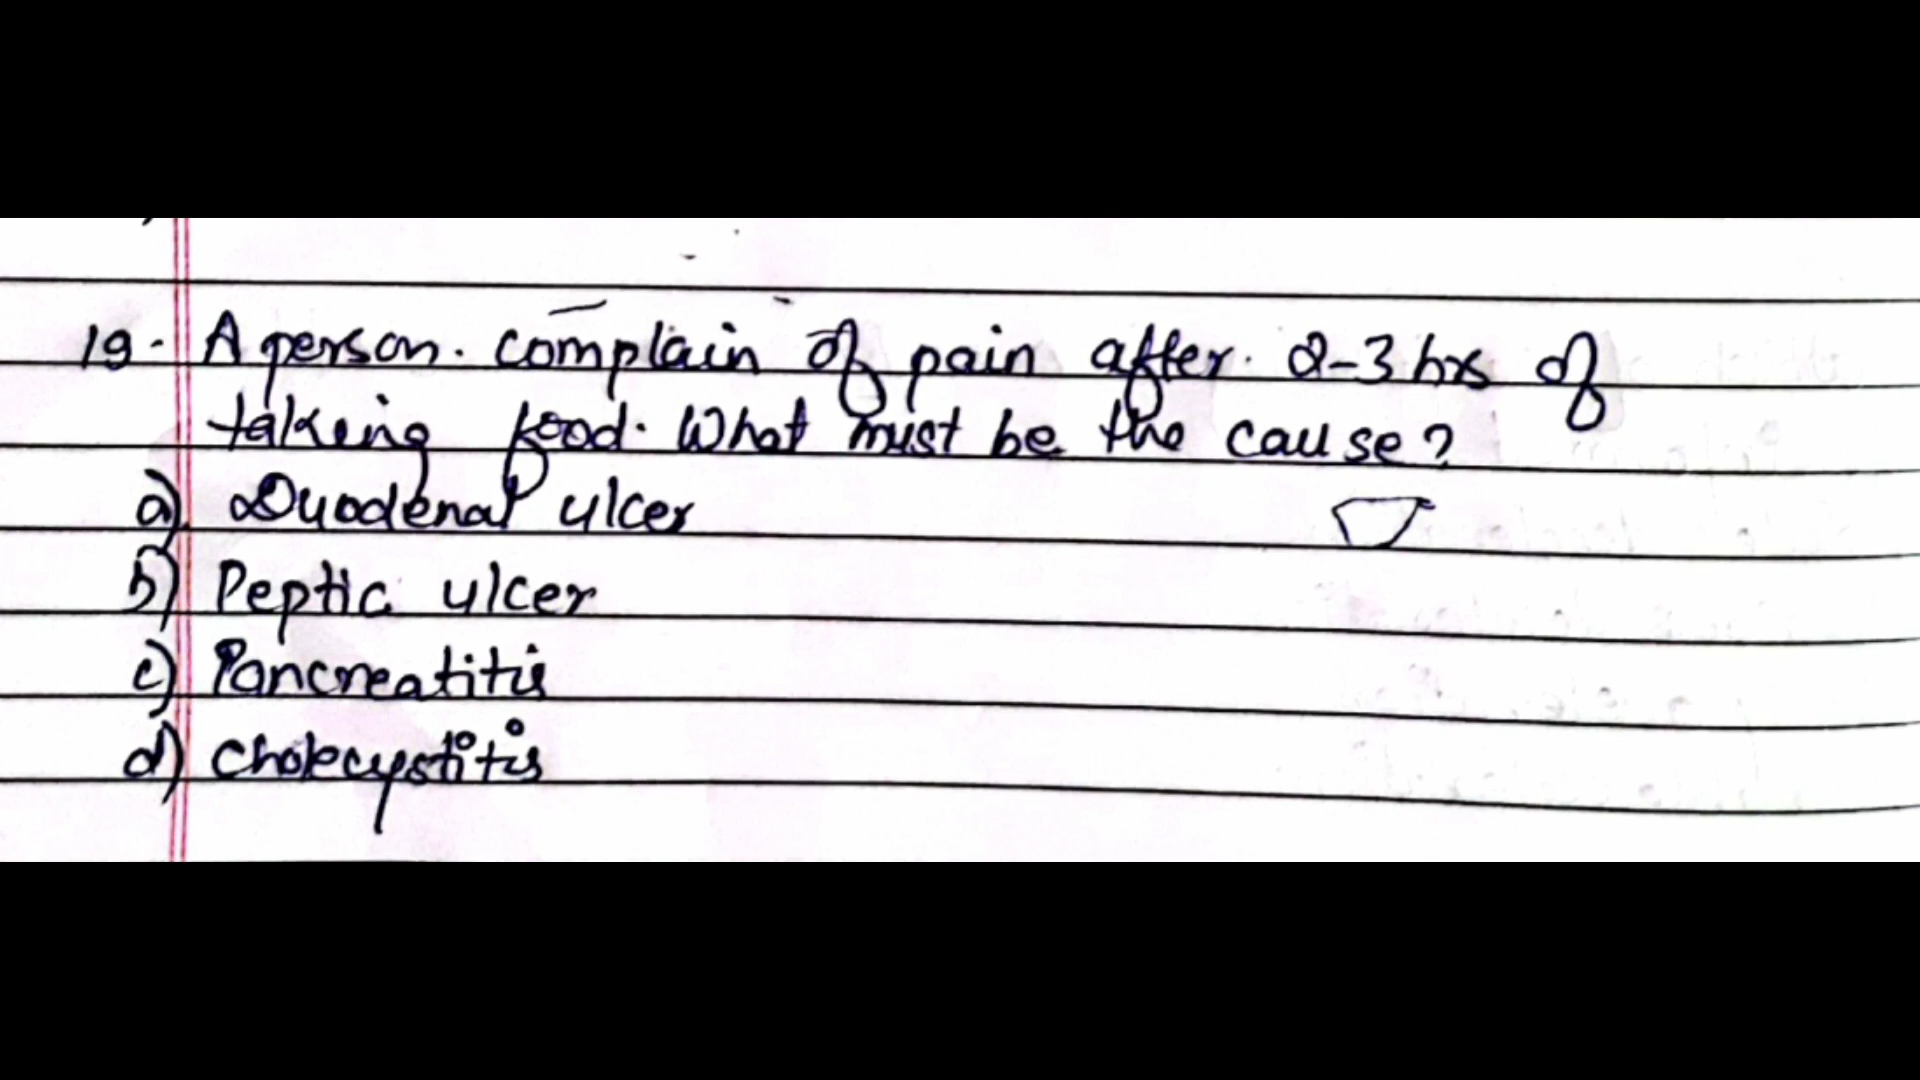 19. A person. complain of pain after. 2-3 hrs of
taking food. What must be the cause?
a) Duodenal ulcer
b) Peptic ulcer
c) Pancreatitis
d) Cholecystitis